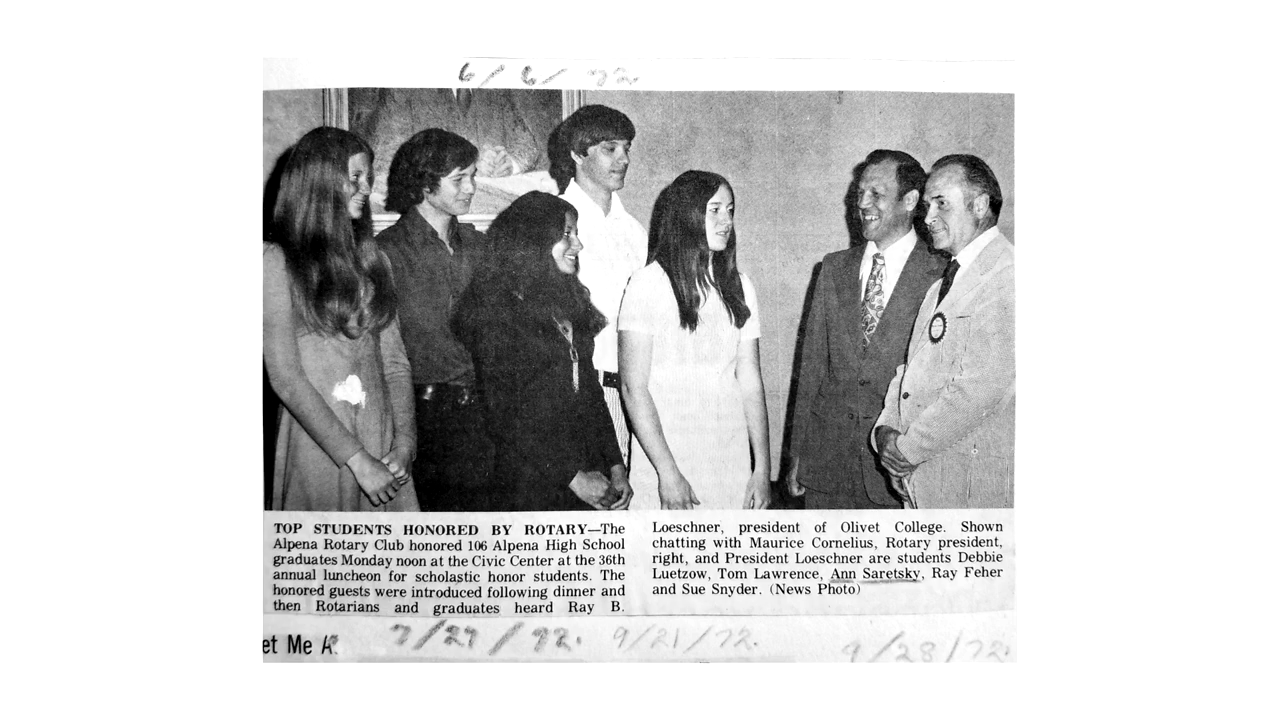 6/6/72
TOP STUDENTS HONORED BY ROTARY—The
Alpena Rotary Club honored 106 Alpena High School
graduates Monday noon at the Civic Center at the 36th
annual luncheon for scholastic honor students. The
honored guests were introduced following dinner and
then Rotarians and graduates heard Ray B.
Loeschner, president of Olivet College. Shown
chatting with Maurice Cornelius, Rotary president,
right, and President Loeschner are students Debbie
Luetzow, Tom Lawrence, Ann Saretsky, Ray Feher
and Sue Snyder. (News Photo)
et Me
7/27/72. 9/21/72. 9/28/72.